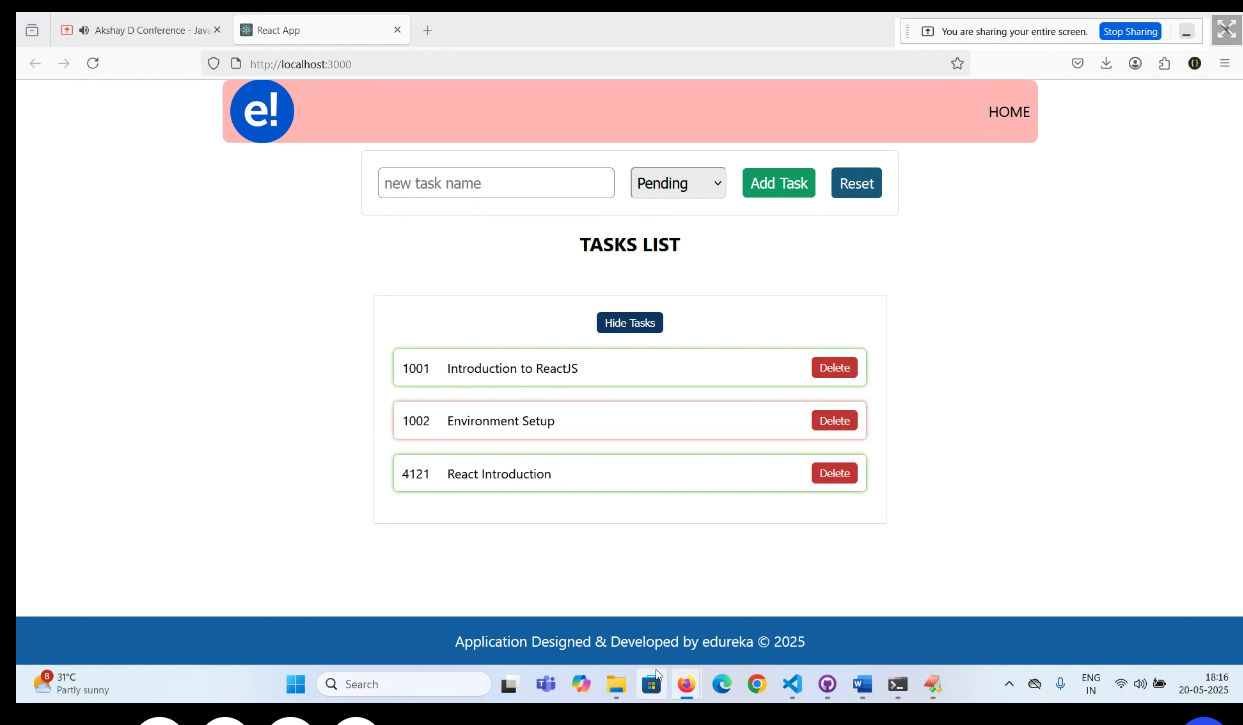 Akshay D Conference - Java
React App
You are sharing your entire screen.
Stop Sharing
http://localhost:3000
e!
HOME
new task name
Pending
Add Task
Reset
TASKS LIST
Hide Tasks
1001 Introduction to ReactJS Delete
1002 Environment Setup Delete
4121 React Introduction Delete
Application Designed & Developed by edureka © 2025
8
31°C
Partly sunny
Search
ENG
IN
18:16
20-05-2025